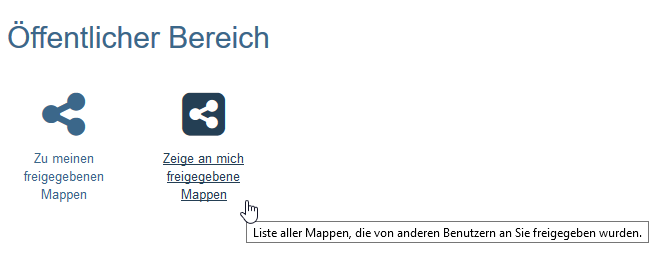 Öffentlicher Bereich
Zu meinen
freigegebenen
Mappen
Zeige an mich
freigegebene
Mappen
Liste aller Mappen, die von anderen Benutzern an Sie freigegeben wurden.